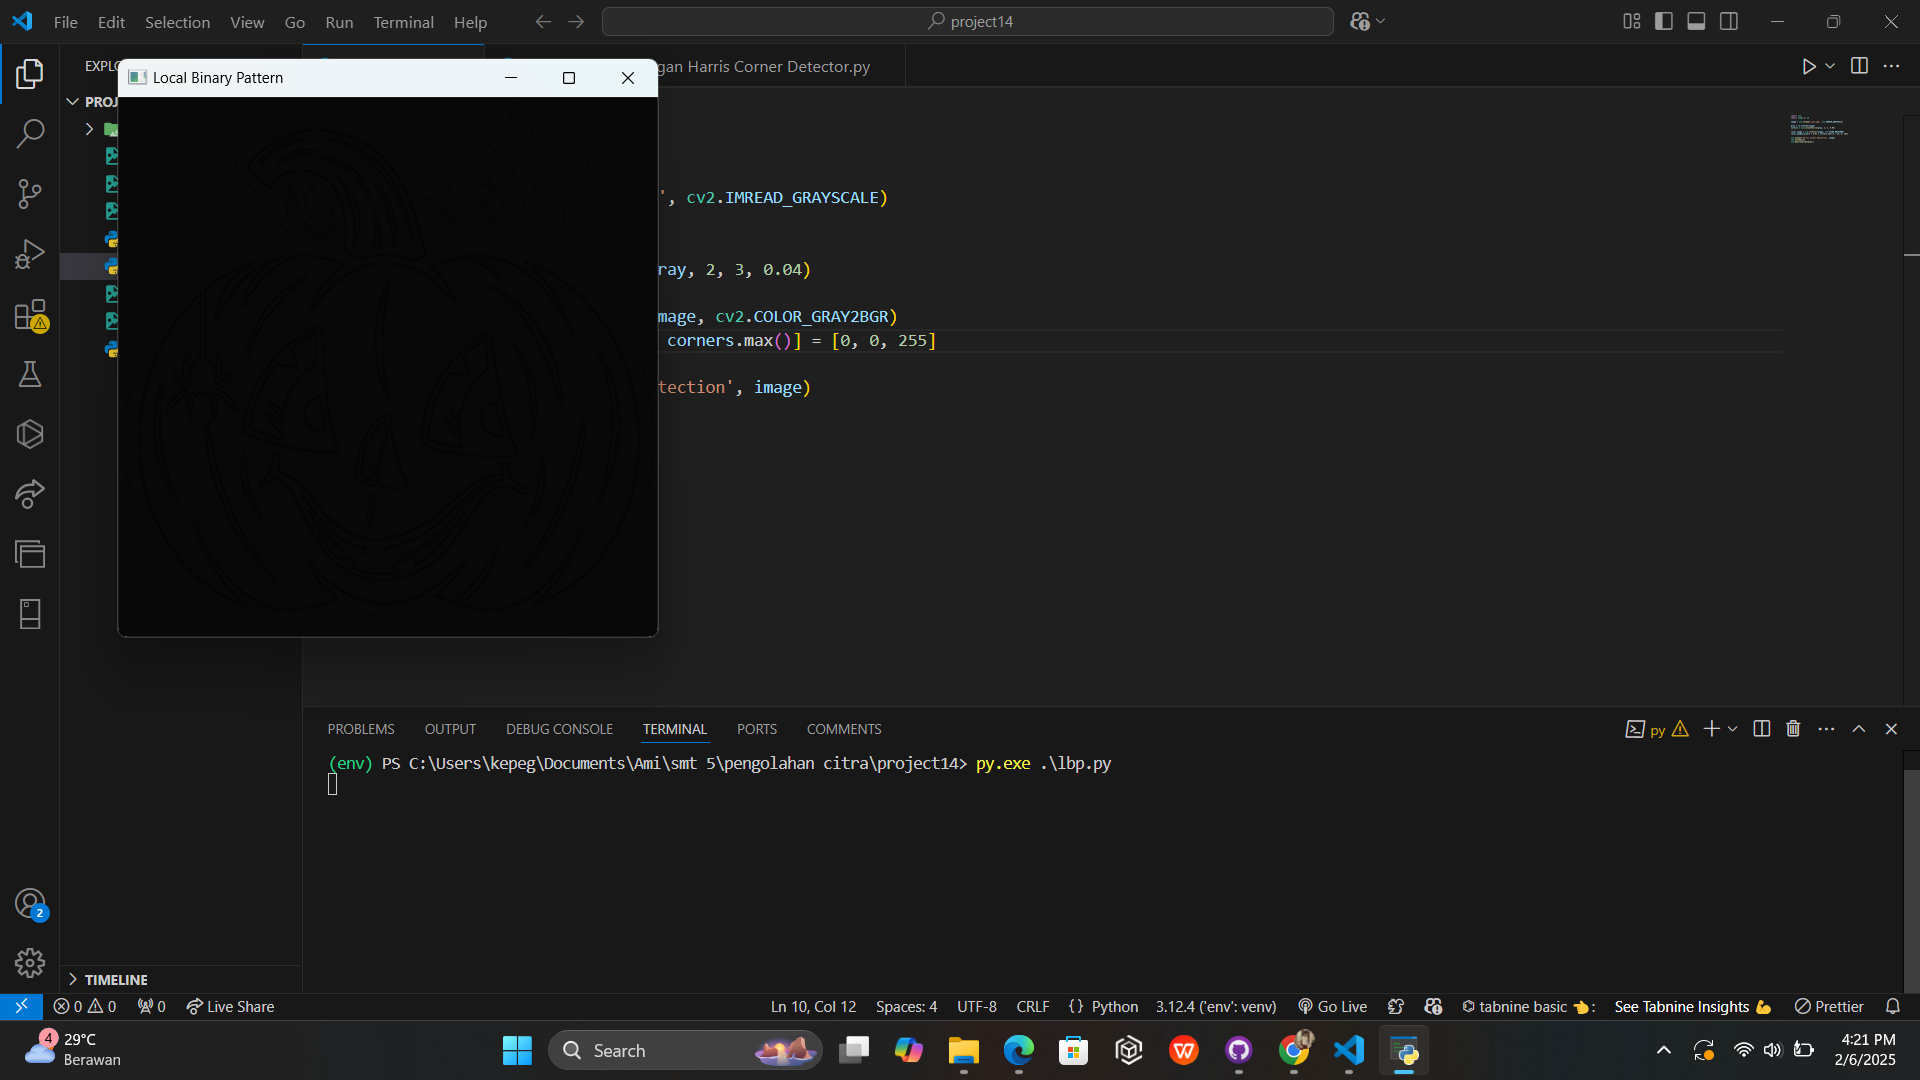 File Edit Selection View Go Run Terminal Help
project14
EXPLO
gan Harris Corner Detector.py
Local Binary Pattern
PROJ
', cv2.IMREAD_GRAYSCALE)
ray, 2, 3, 0.04)
mage, cv2.COLOR_GRAY2BGR)
corners.max()] = [0, 0, 255]
tection', image)
PROBLEMS OUTPUT DEBUG CONSOLE TERMINAL PORTS COMMENTS
py
(env) PS C:\Users\kepeg\Documents\Ami\smt 5\pengolahan citra\project14> py.exe .\lbp.py
2
TIMELINE
0 0 0 Live Share
Ln 10, Col 12 Spaces: 4 UTF-8 CRLF {} Python 3.12.4 ('env': venv) Go Live tabnine basic 👈: See Tabnine Insights 💪 Prettier
4 29°C
Berawan
Search
4:21 PM
2/6/2025